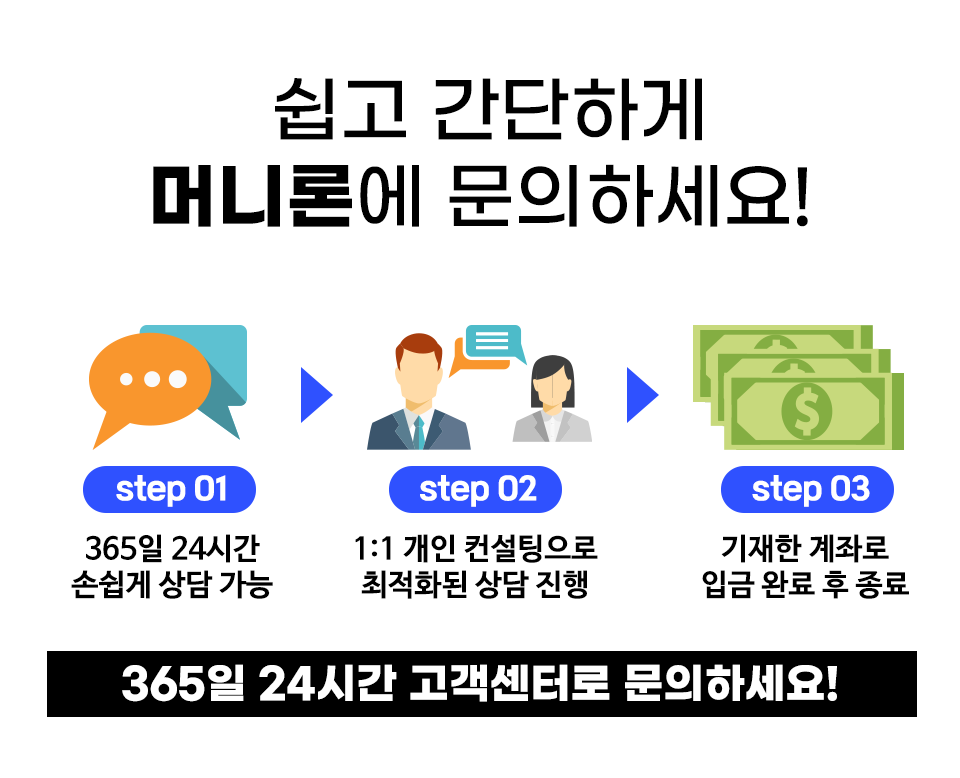 쉽고 간단하게
머니론에 문의하세요!
step 01
365일 24시간
손쉽게 상담 가능
step 02
1:1 개인 컨설팅으로
최적화된 상담 진행
step 03
기재한 계좌로
입금 완료 후 종료
365일 24시간 고객센터로 문의하세요!